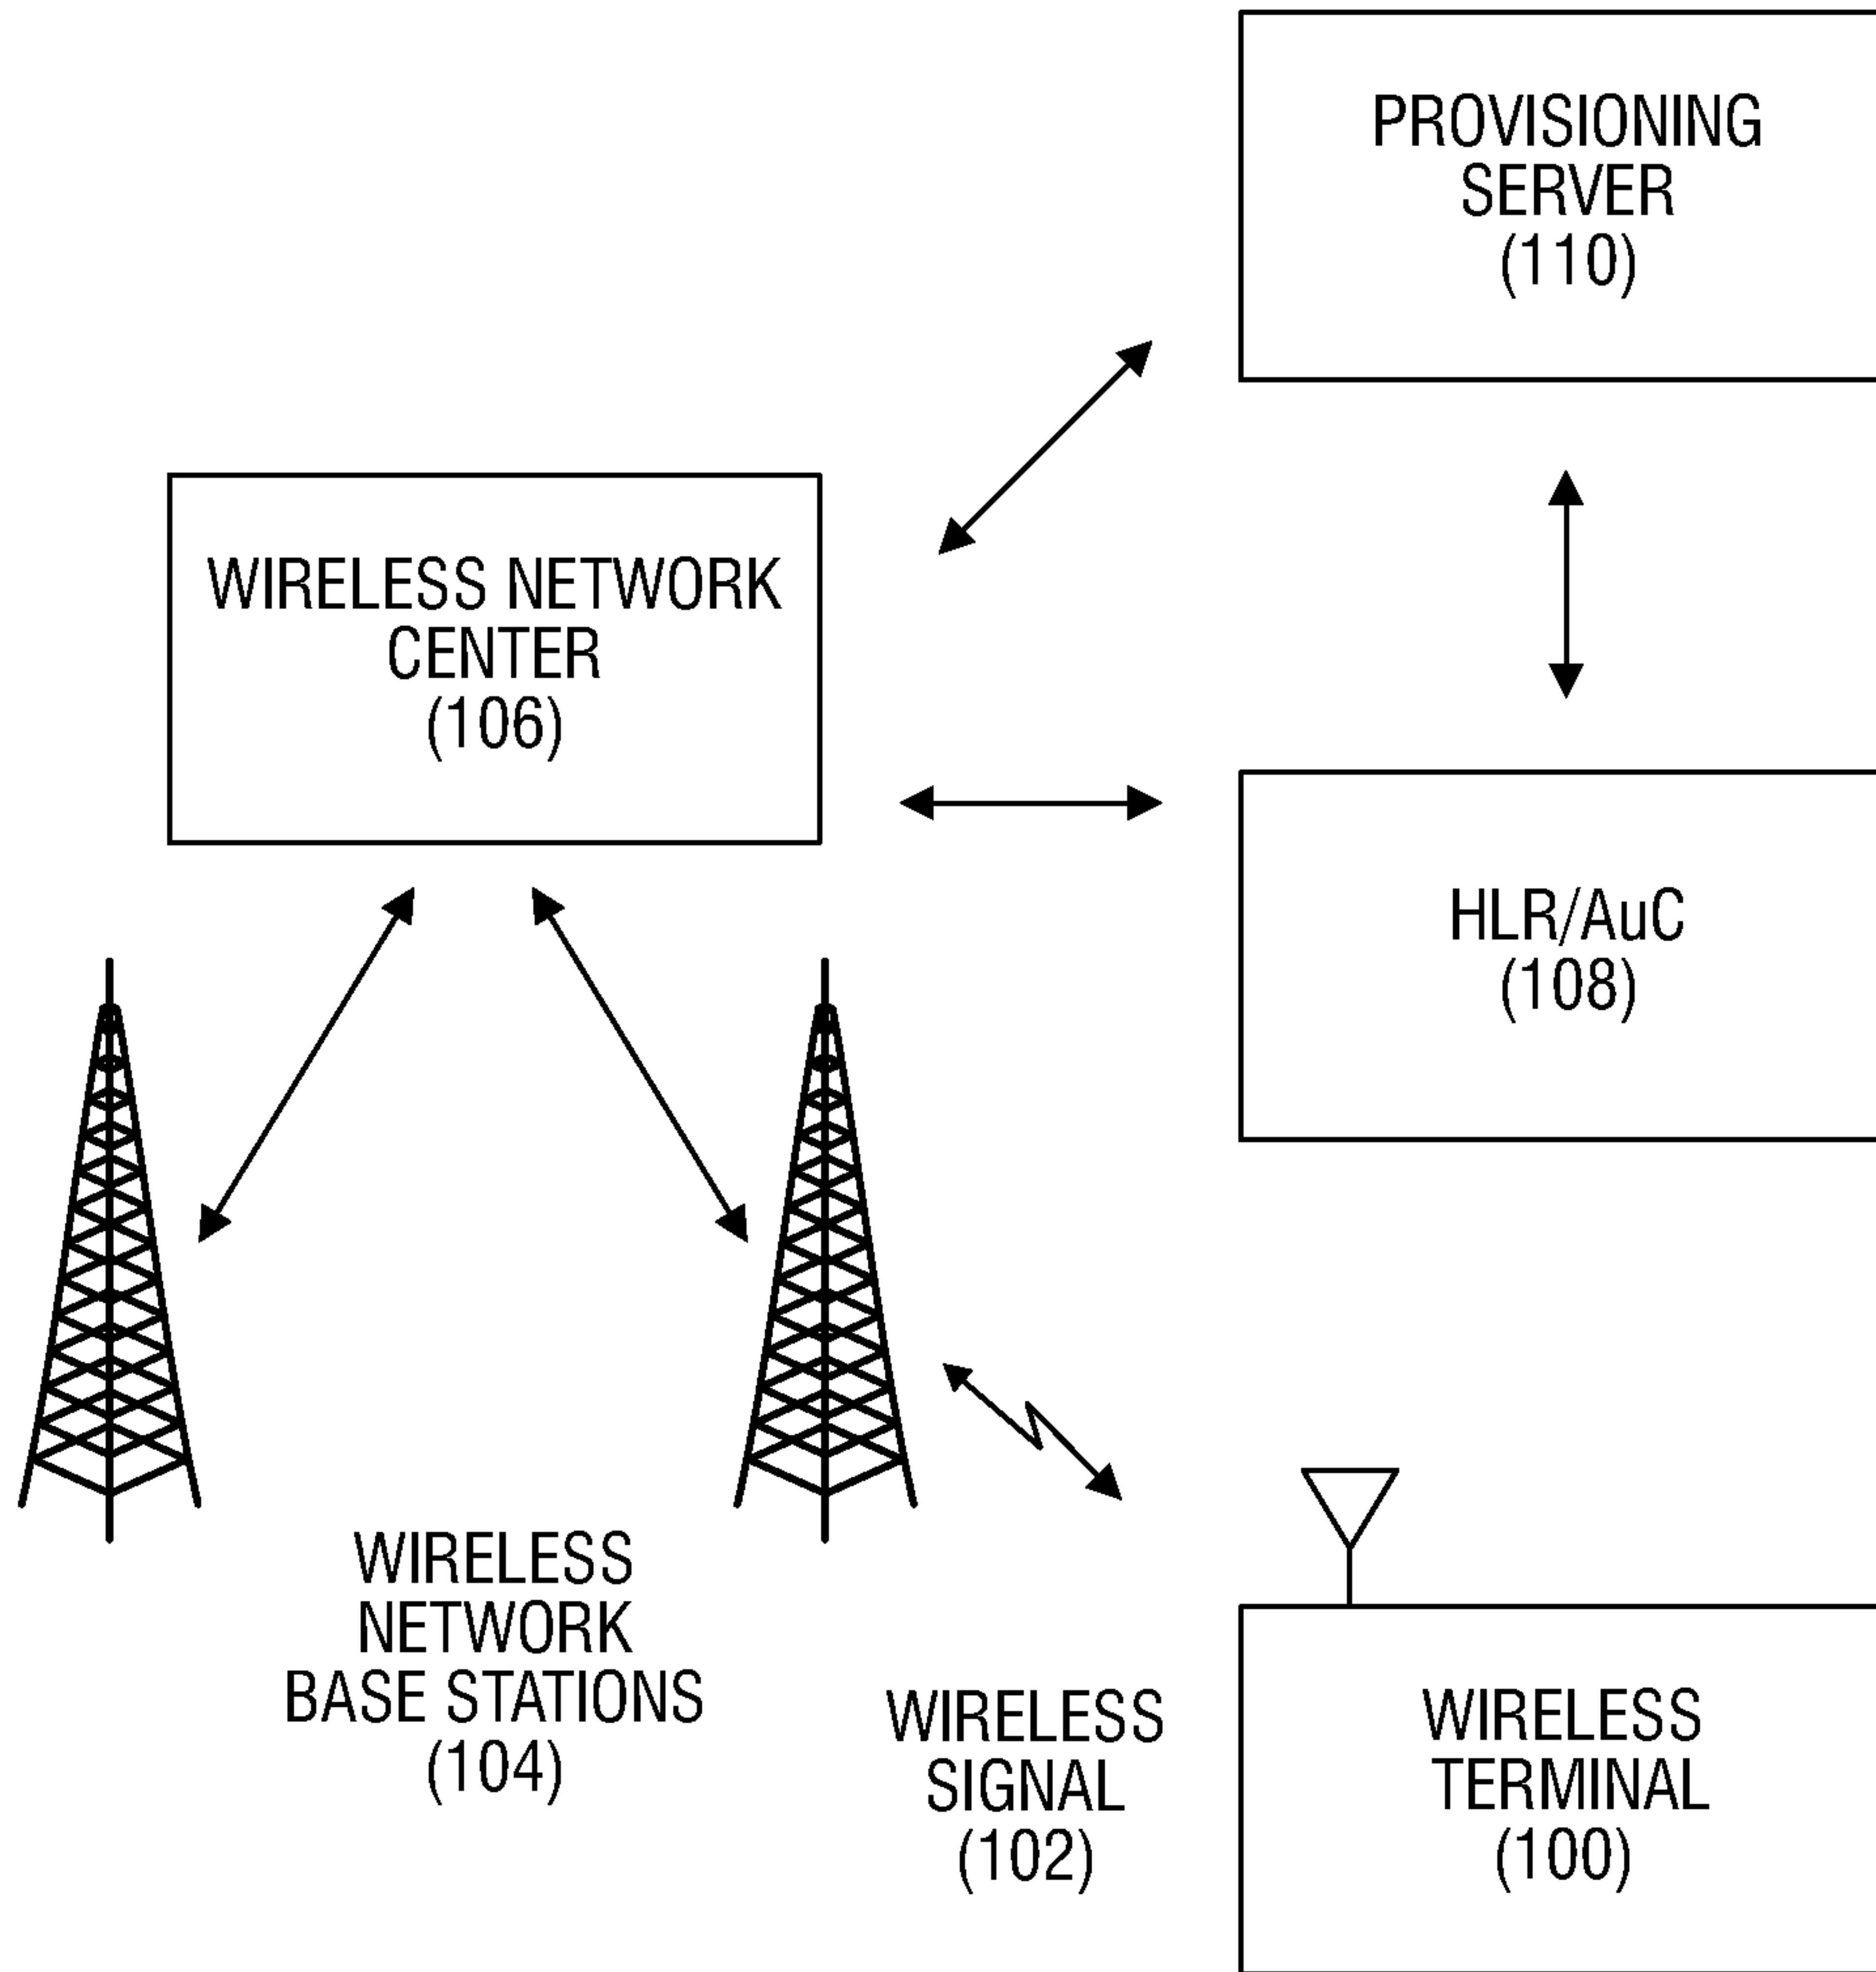 PROVISIONING
SERVER
(110)
WIRELESS NETWORK
CENTER
(106)
HLR/AuC
(108)
WIRELESS
NETWORK
BASE STATIONS
(104)
WIRELESS
SIGNAL
(102)
WIRELESS
TERMINAL
(100)